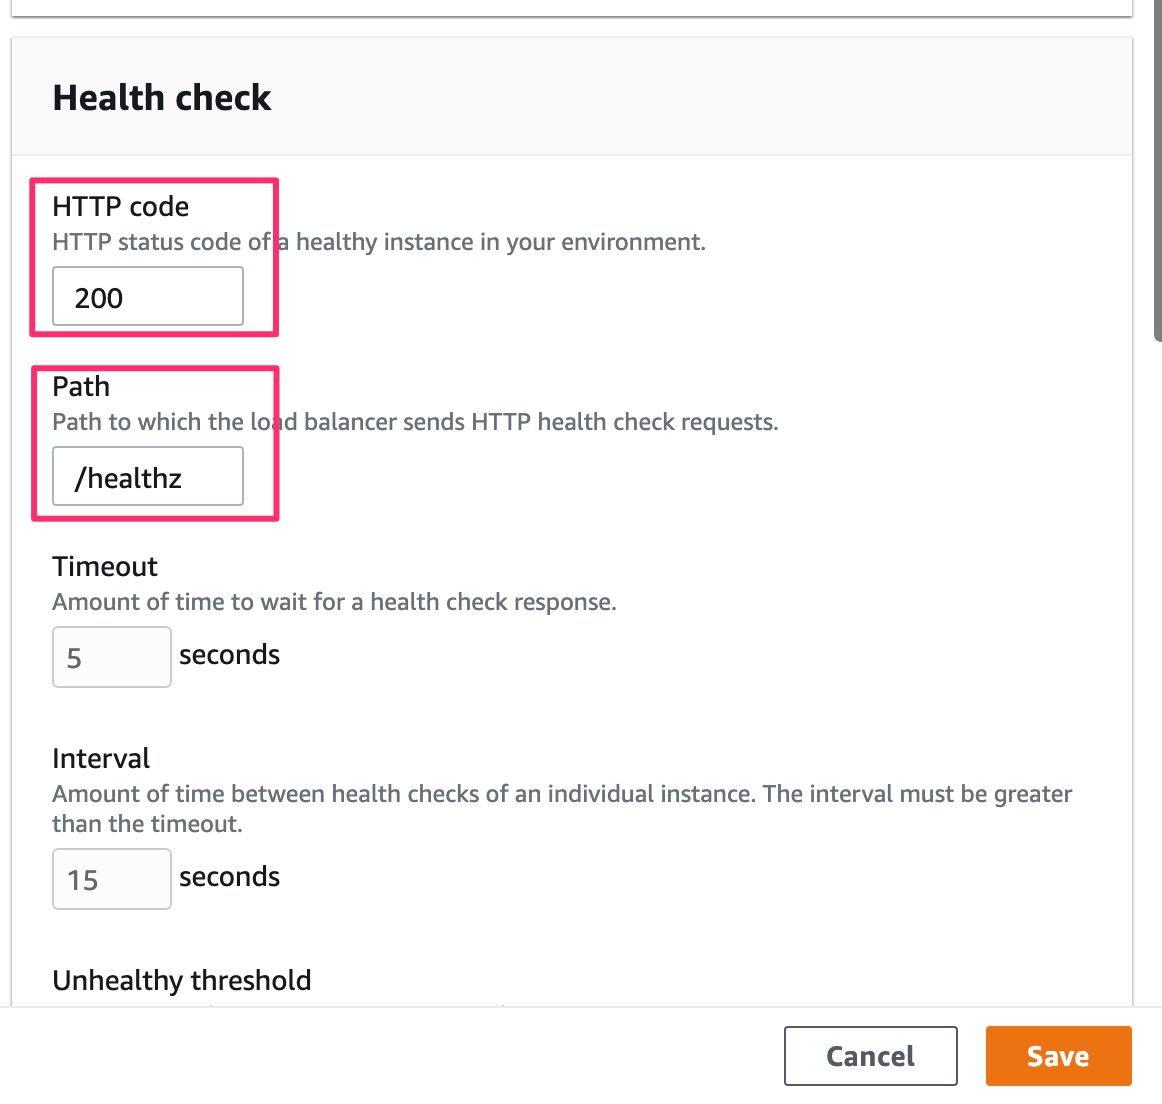 Health check
HTTP code
HTTP status code of a healthy instance in your environment.
200
Path
Path to which the load balancer sends HTTP health check requests.
/healthz
Timeout
Amount of time to wait for a health check response.
5 seconds
Interval
Amount of time between health checks of an individual instance. The interval must be greater
than the timeout.
15 seconds
Unhealthy threshold
Cancel Save